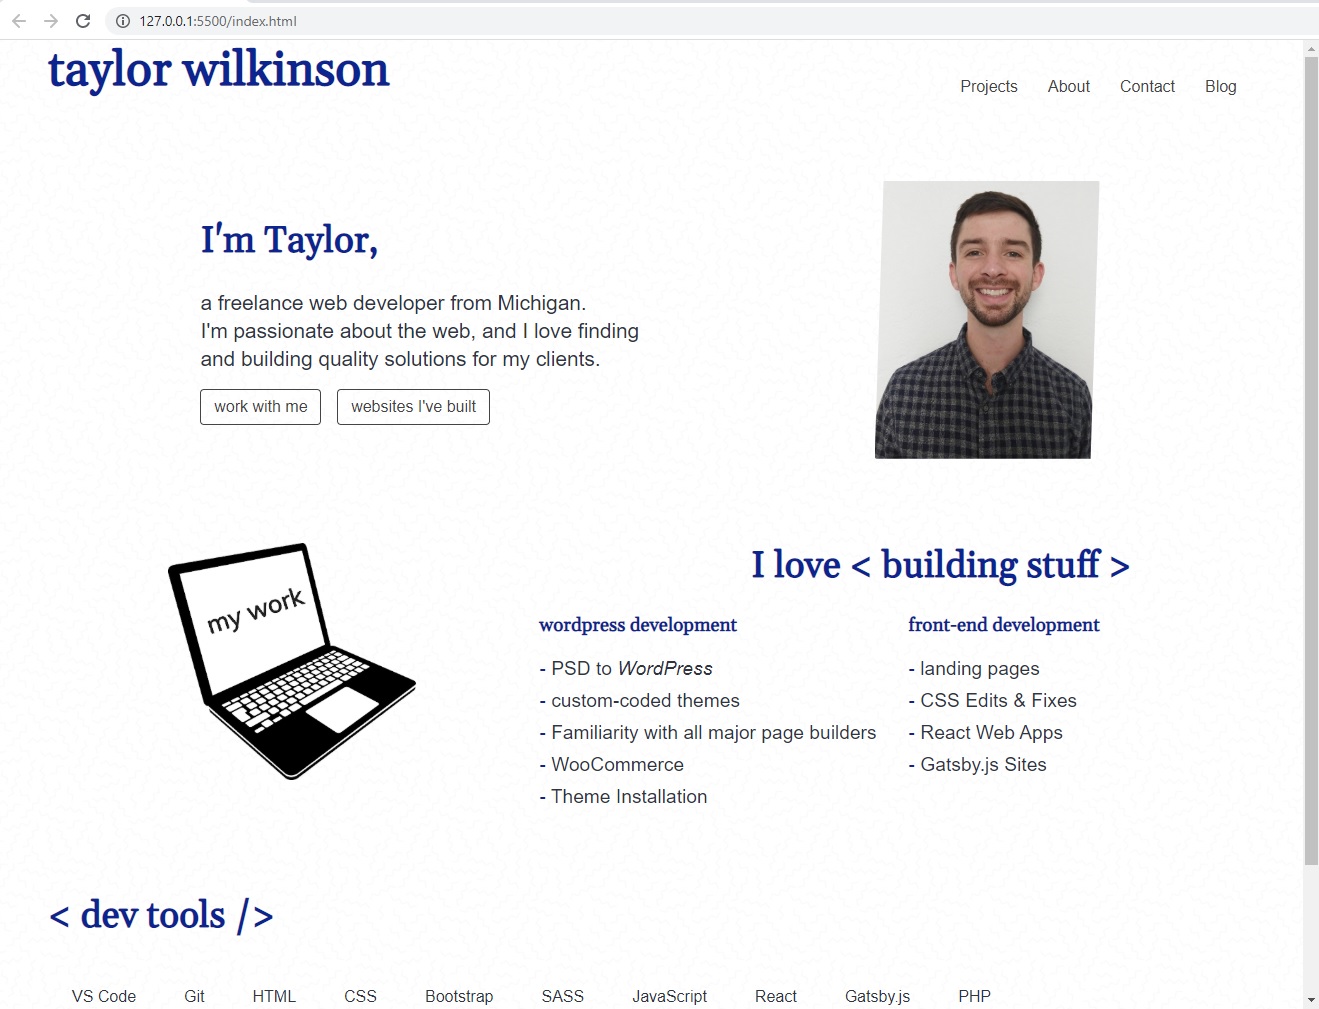 127.0.0.1:5500/index.html
taylor wilkinson
Projects About Contact Blog
I'm Taylor,
a freelance web developer from Michigan.
I'm passionate about the web, and I love finding
and building quality solutions for my clients.
work with me websites I've built
my work
I love < building stuff >
wordpress development
- PSD to WordPress
- custom-coded themes
- Familiarity with all major page builders
- WooCommerce
- Theme Installation
front-end development
- landing pages
- CSS Edits & Fixes
- React Web Apps
- Gatsby.js Sites
< dev tools />
VS Code Git HTML CSS Bootstrap SASS JavaScript React Gatsby.js PHP